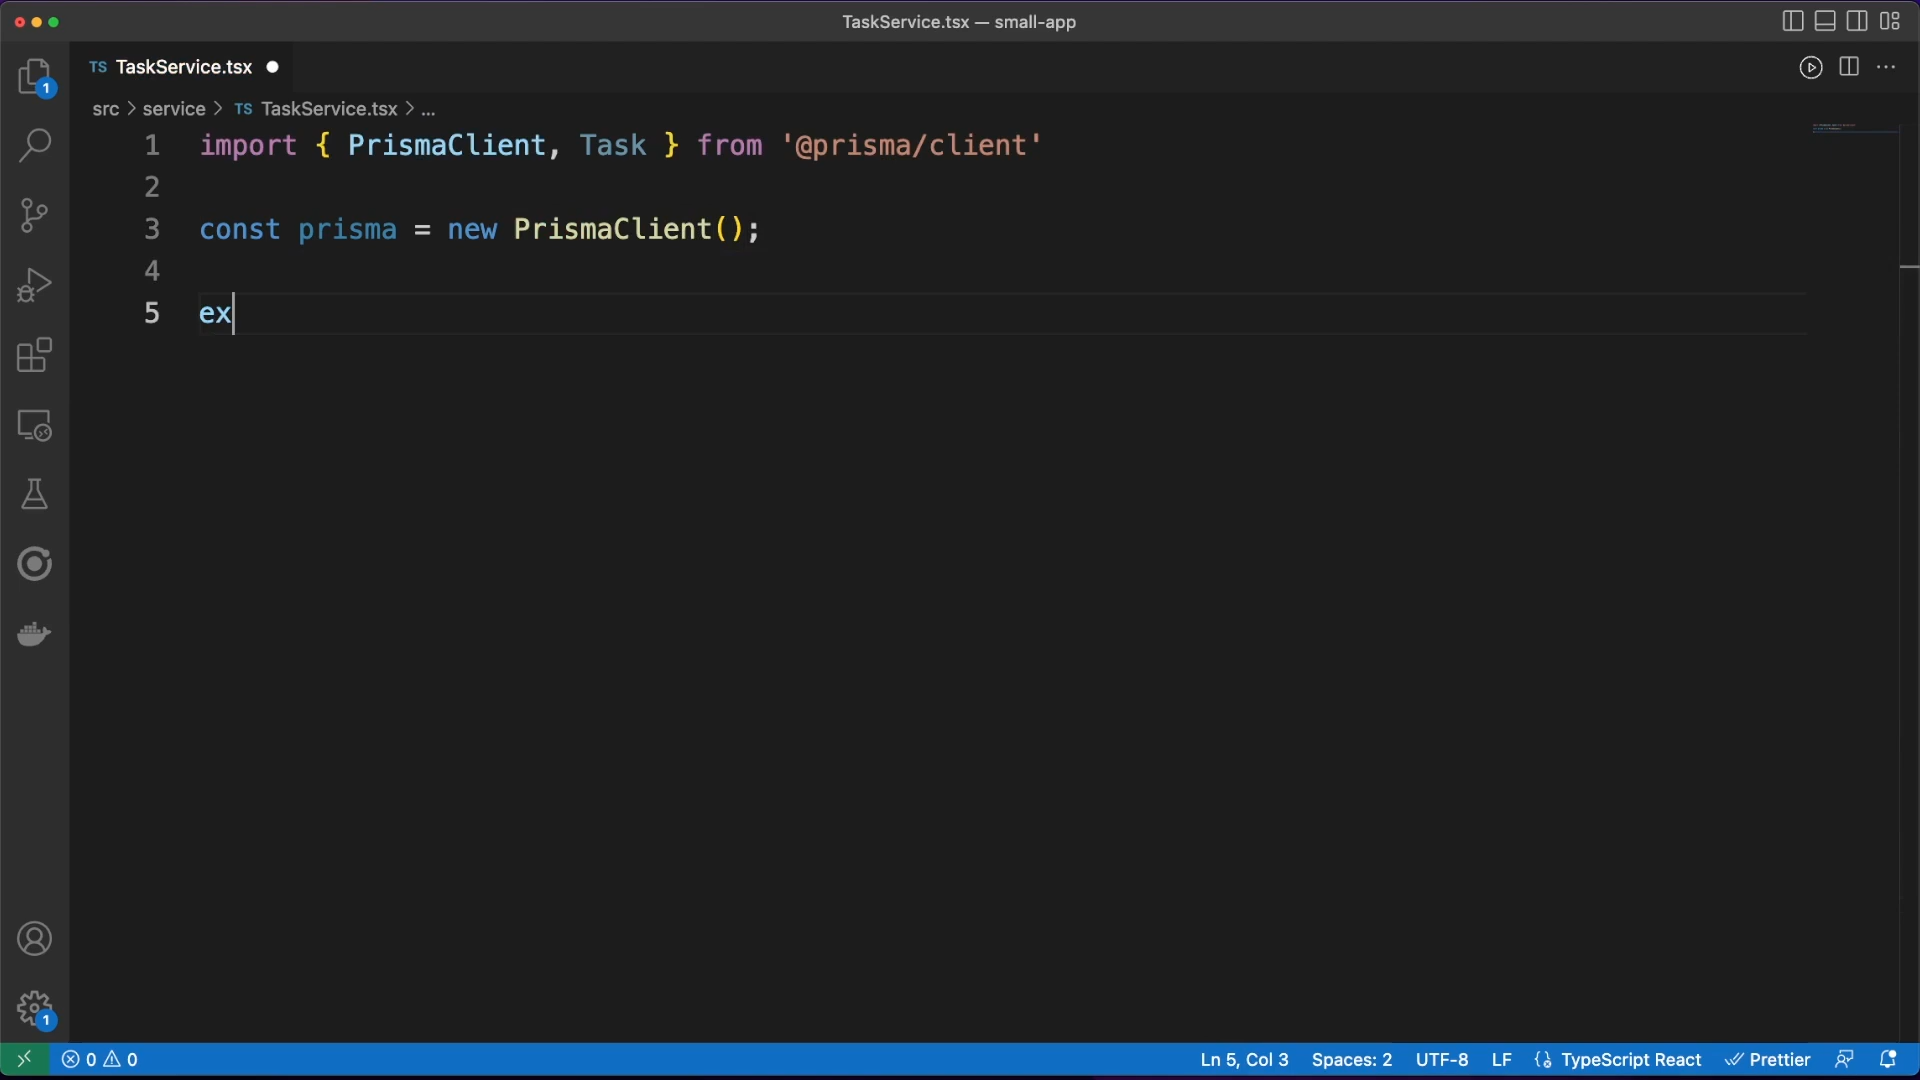 TaskService.tsx — small-app
TS TaskService.tsx
src > service > TS TaskService.tsx > ...
1 import { PrismaClient, Task } from '@prisma/client'
2
3 const prisma = new PrismaClient();
4
5 ex
1
1
0 0 Ln 5, Col 3 Spaces: 2 UTF-8 LF TypeScript React Prettier